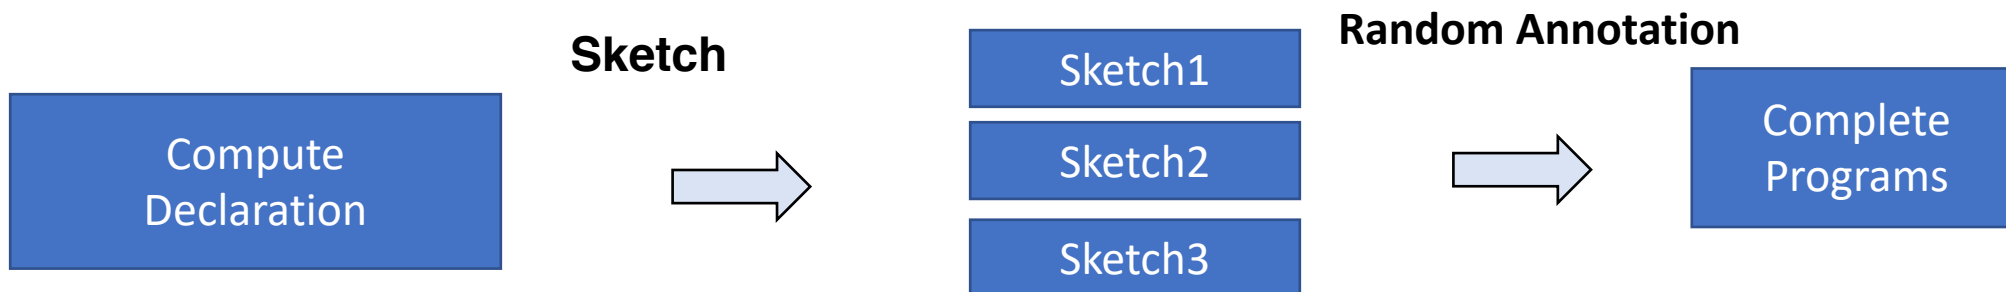 Compute
Declaration
Sketch
Sketch1
Sketch2
Sketch3
Random Annotation
Complete
Programs